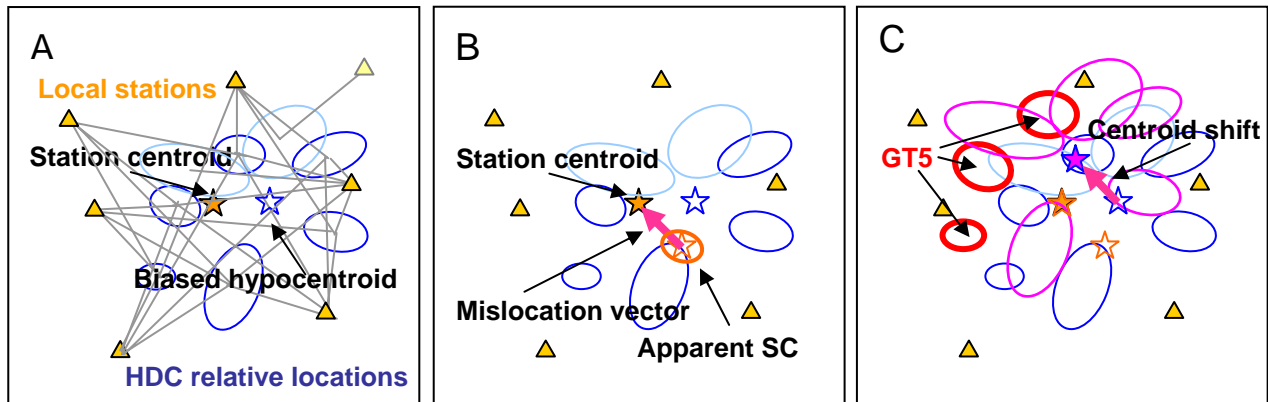 A
Local stations
Station centroid
Biased hypocentroid
HDC relative locations
B
Station centroid
Mislocation vector
Apparent SC
C
Centroid shift
GT5